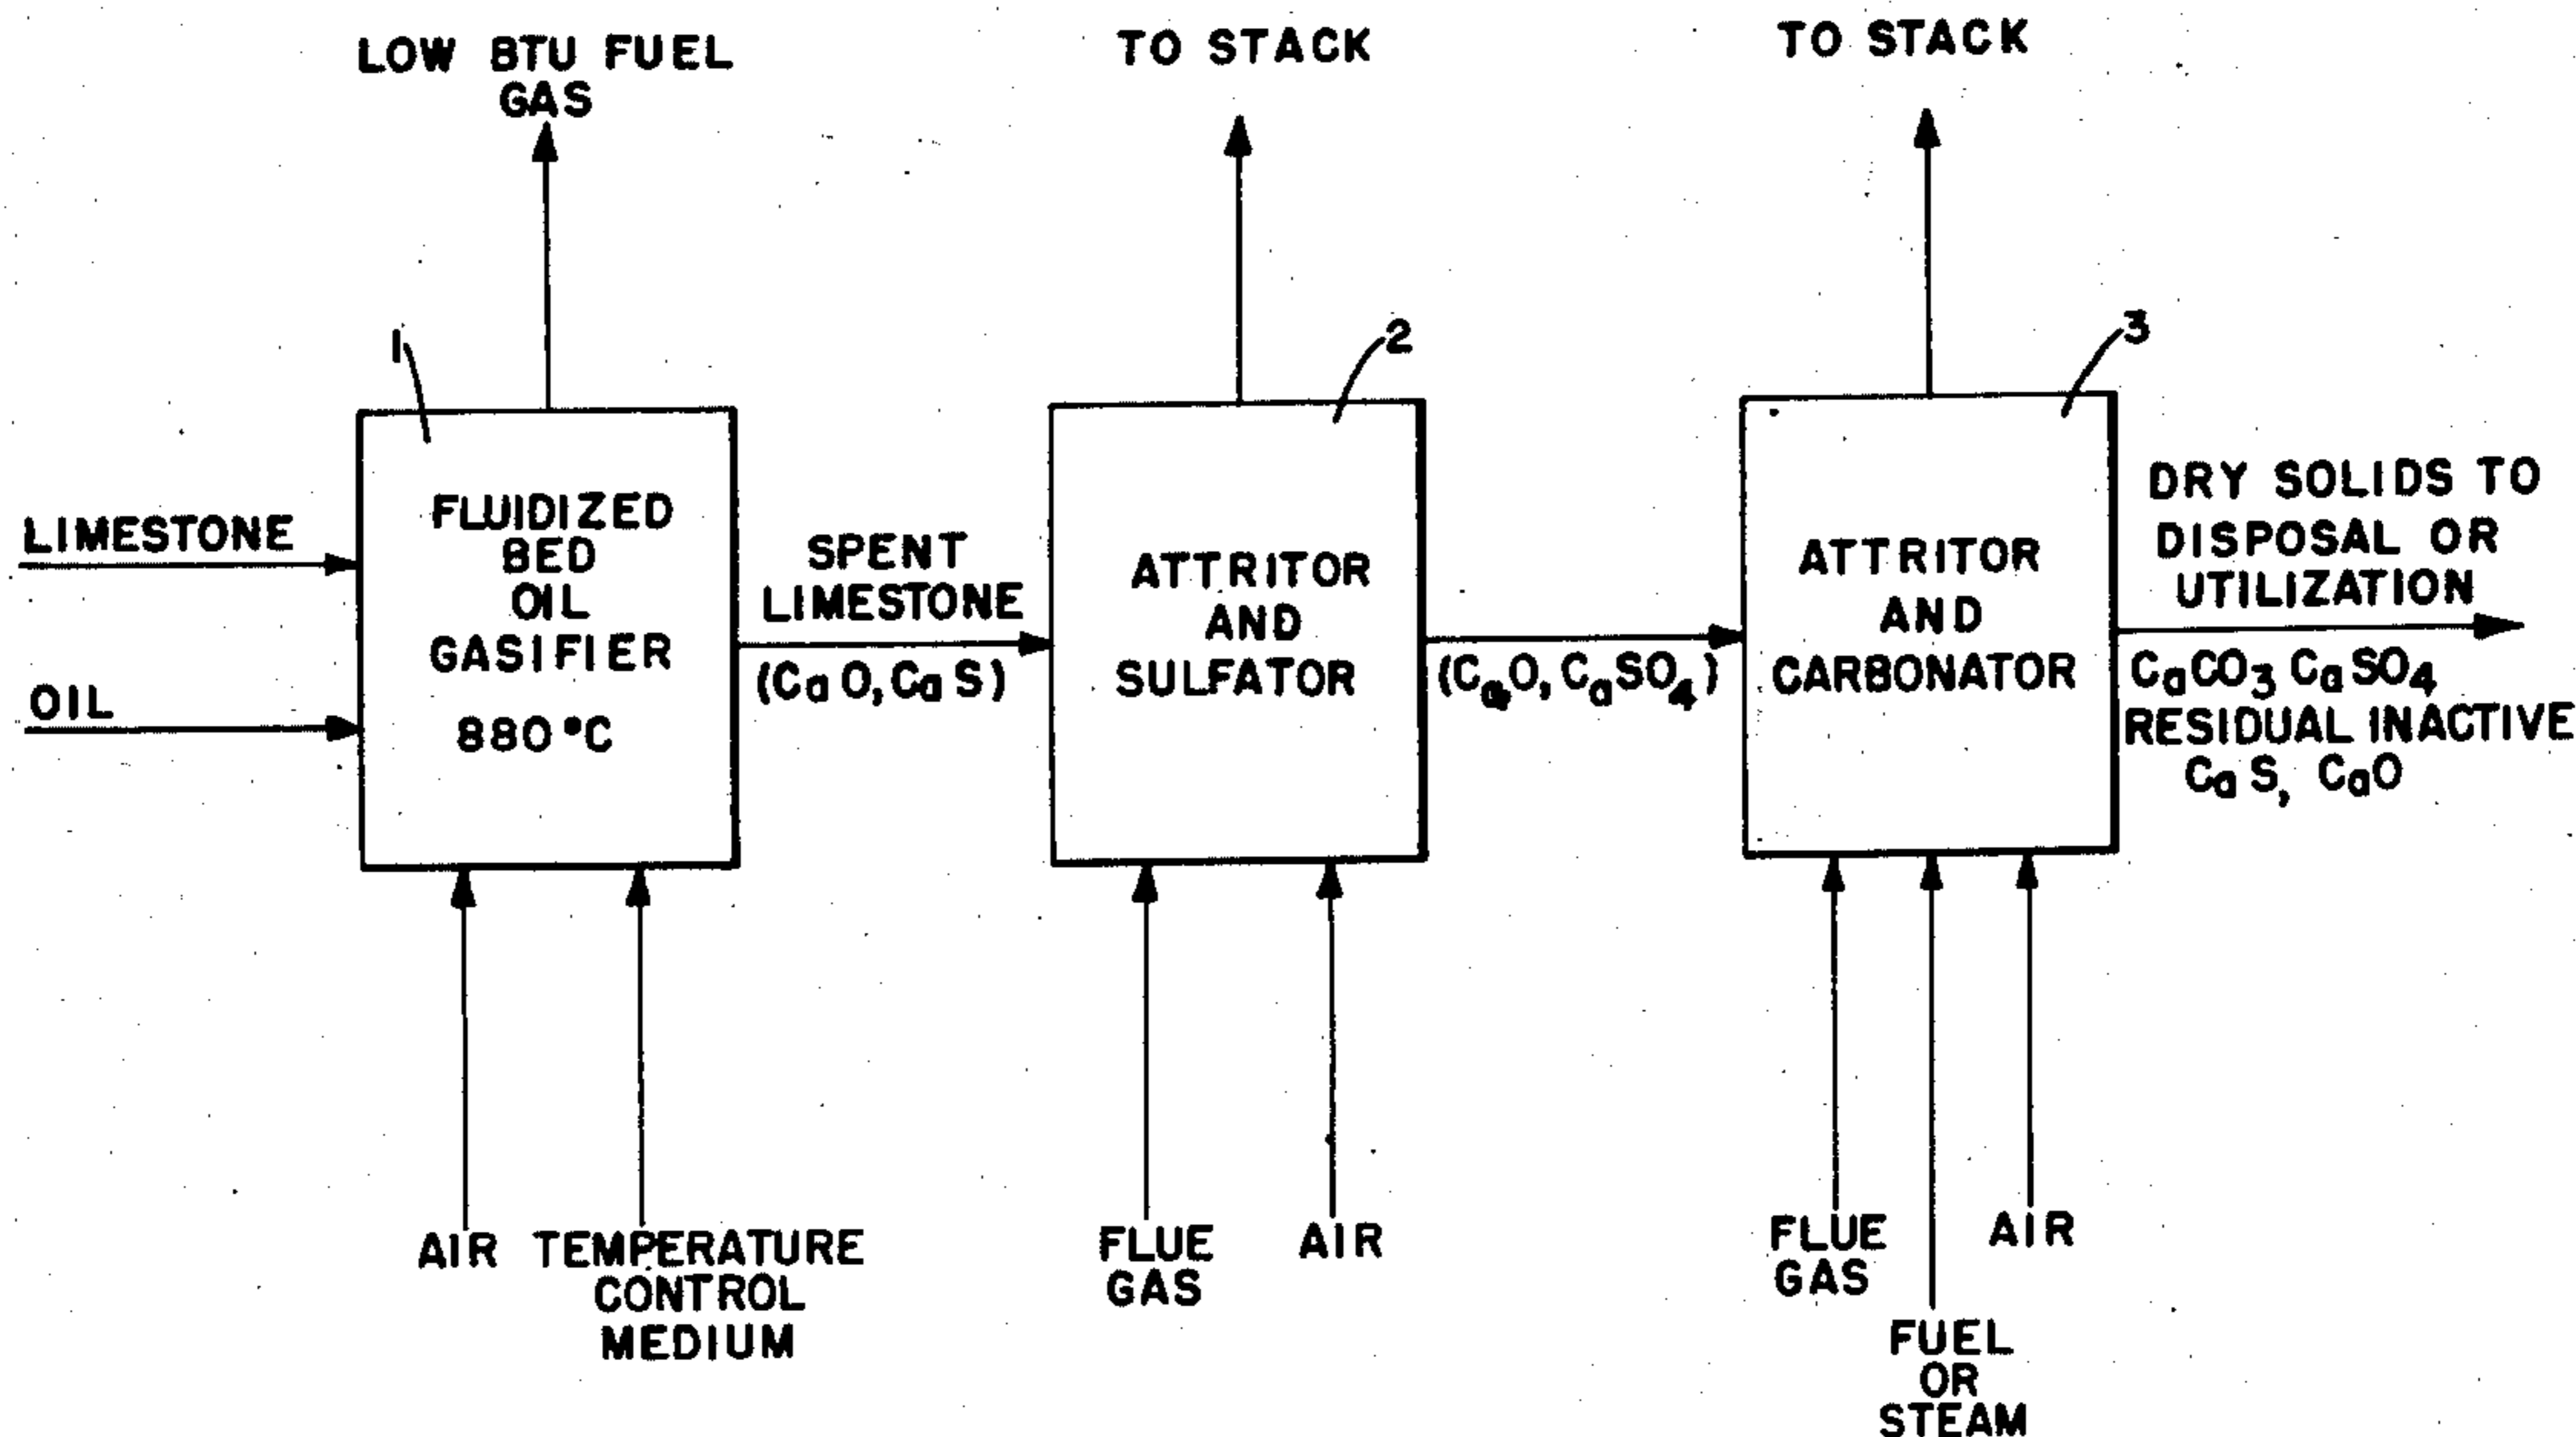 LOW BTU FUEL
GAS
TO STACK
TO STACK
1
2
3
LIMESTONE
OIL
FLUIDIZED
BED
OIL
GASIFIER
880°C
SPENT
LIMESTONE
(CaO, CaS)
ATTRITOR
AND
SULFATOR
(CaO, CaSO4)
ATTRITOR
AND
CARBONATOR
DRY SOLIDS TO
DISPOSAL OR
UTILIZATION
CaCO3 CaSO4
RESIDUAL INACTIVE
CaS, CaO
AIR
TEMPERATURE
CONTROL
MEDIUM
FLUE
GAS
AIR
FLUE
GAS
FUEL
OR
STEAM
AIR